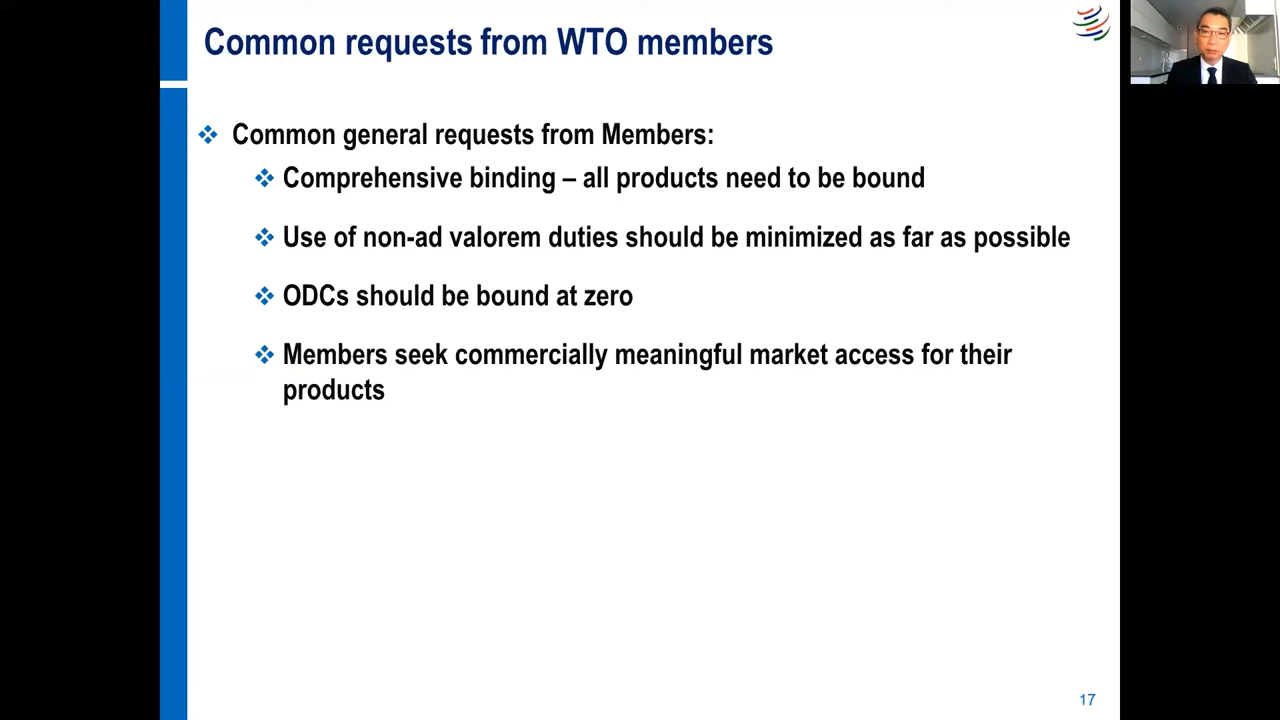 Common requests from WTO members
Common general requests from Members:
Comprehensive binding – all products need to be bound
Use of non-ad valorem duties should be minimized as far as possible
ODCs should be bound at zero
Members seek commercially meaningful market access for their
products
17